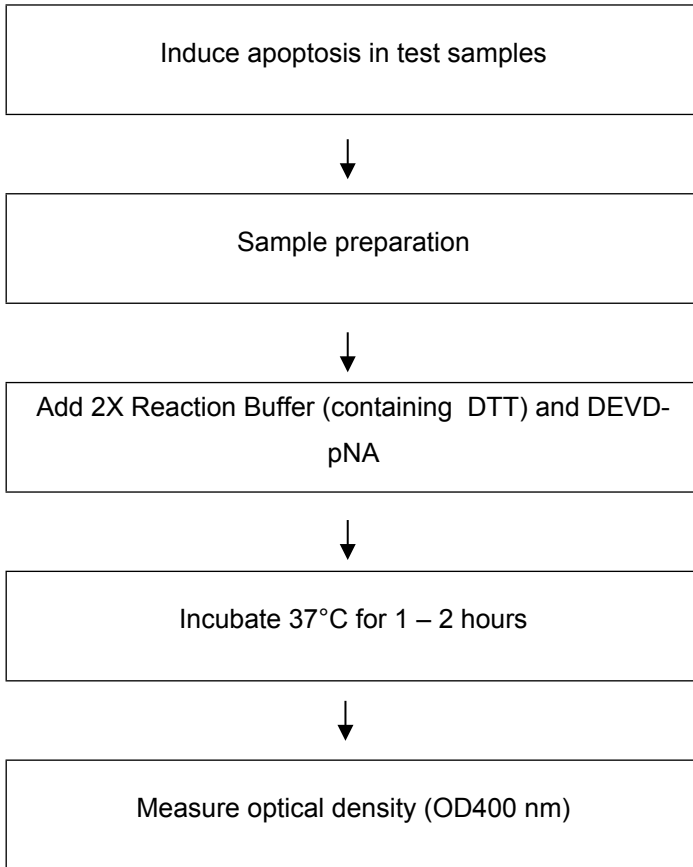 Induce apoptosis in test samples
Sample preparation
Add 2X Reaction Buffer (containing  DTT) and DEVD-
pNA
Incubate 37°C for 1 – 2 hours
Measure optical density (OD400 nm)